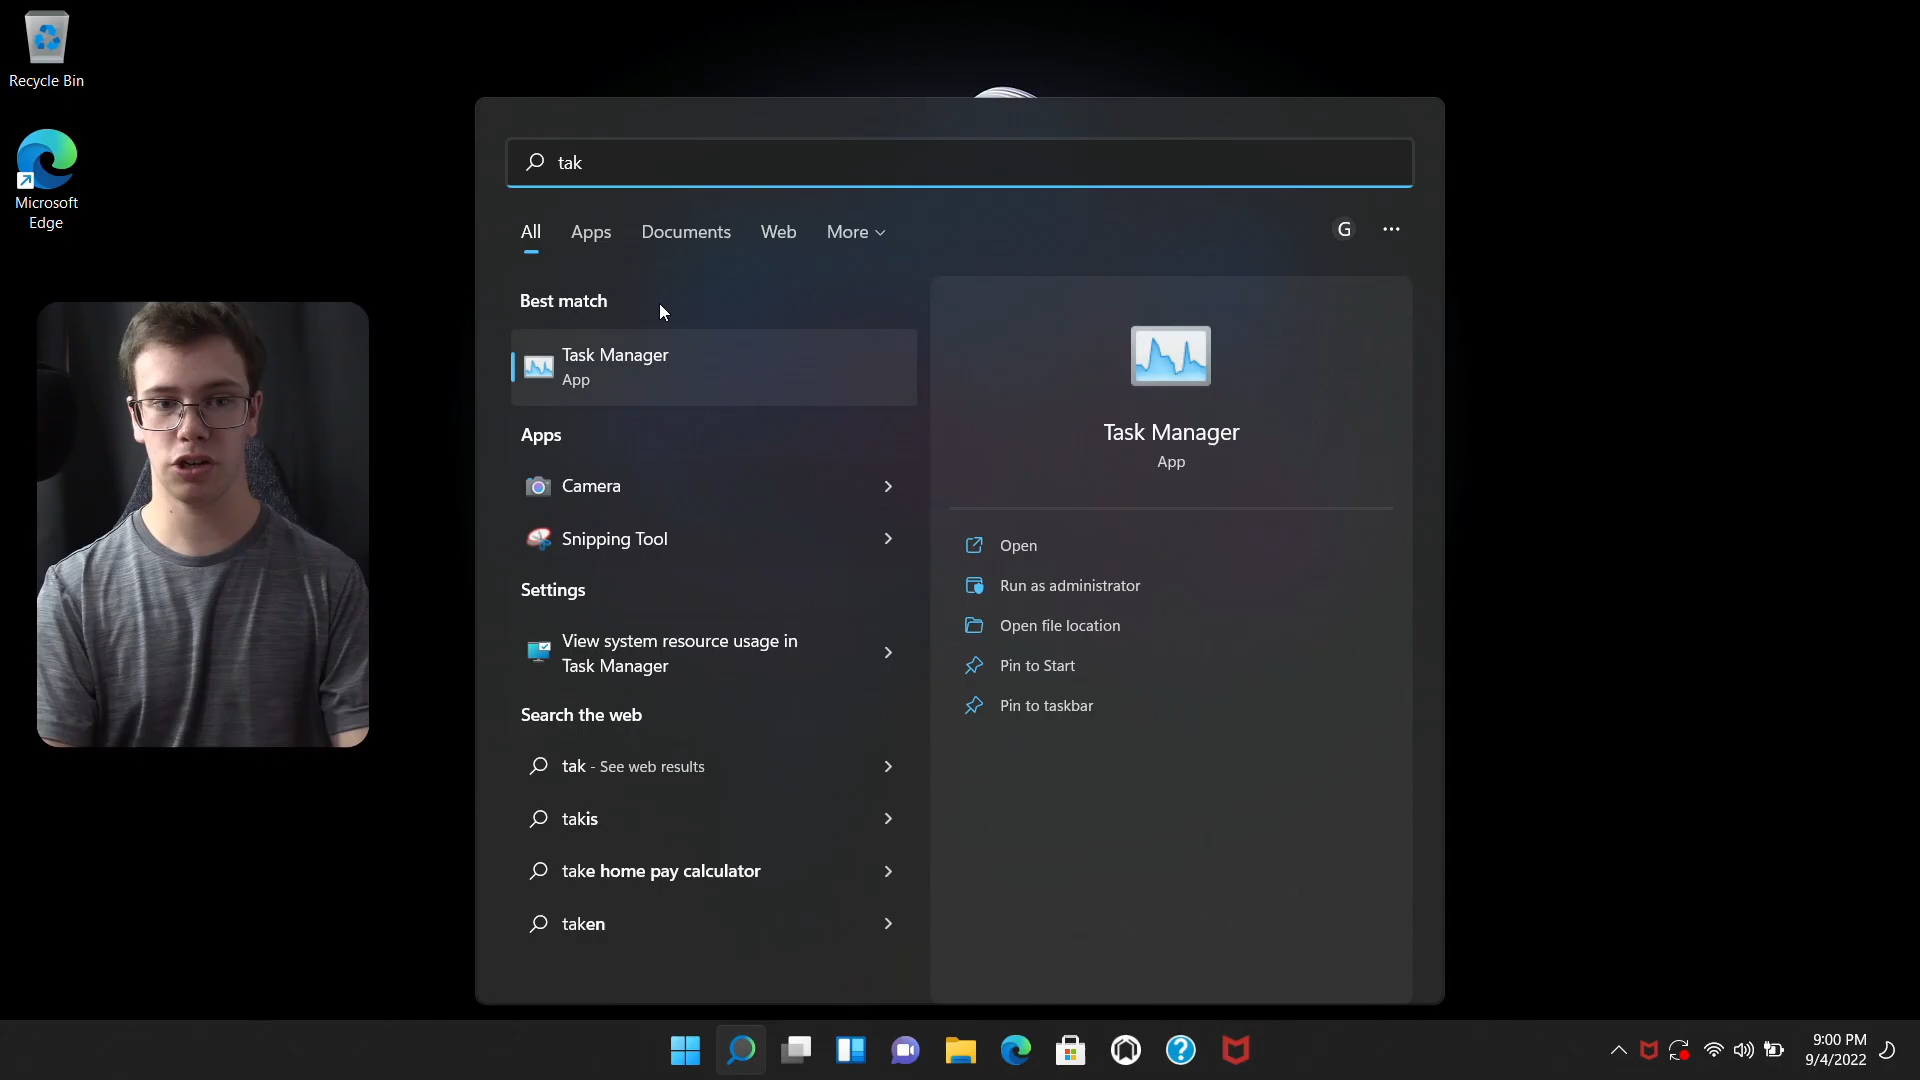 Recycle Bin
Microsoft
Edge
tak
All Apps Documents Web More
G
Best match
Task Manager
App
Apps
Camera
Snipping Tool
Settings
View system resource usage in
Task Manager
Search the web
tak - See web results
takis
take home pay calculator
taken
Task Manager
App
Open
Run as administrator
Open file location
Pin to Start
Pin to taskbar
9:00 PM
9/4/2022